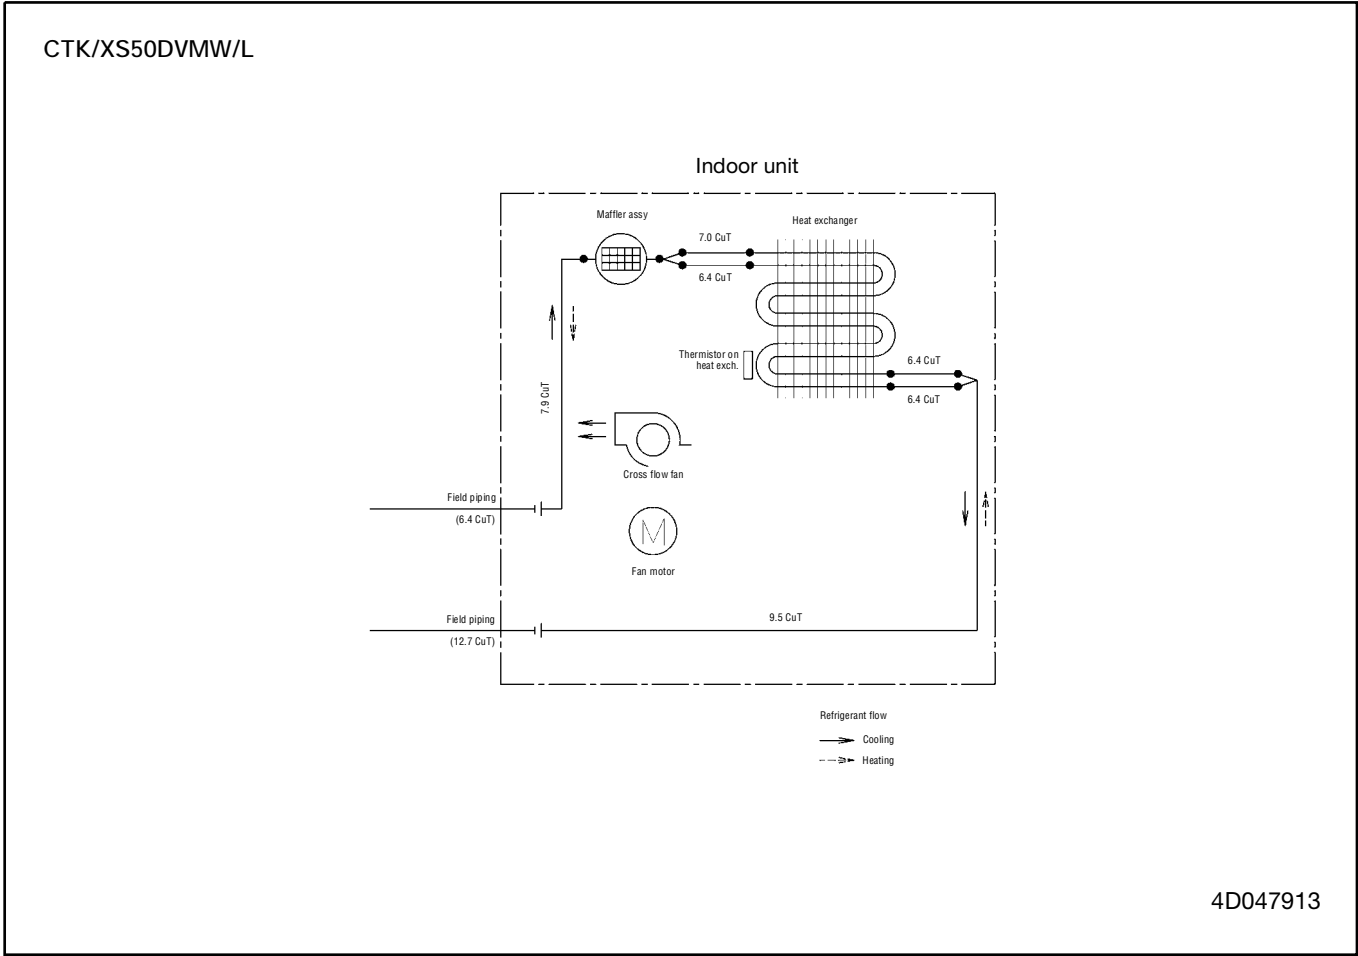 CTK/XS50DVMW/L
Indoor unit
Maffler assy
Heat exchanger
7.0 CuT
6.4 CuT
Thermistor on
heat exch.
6.4 CuT
6.4 CuT
7.9 CuT
Cross flow fan
Field piping
(6.4 CuT)
M
Fan motor
Field piping
(12.7 CuT)
9.5 CuT
Refrigerant flow
Cooling
Heating
4D047913